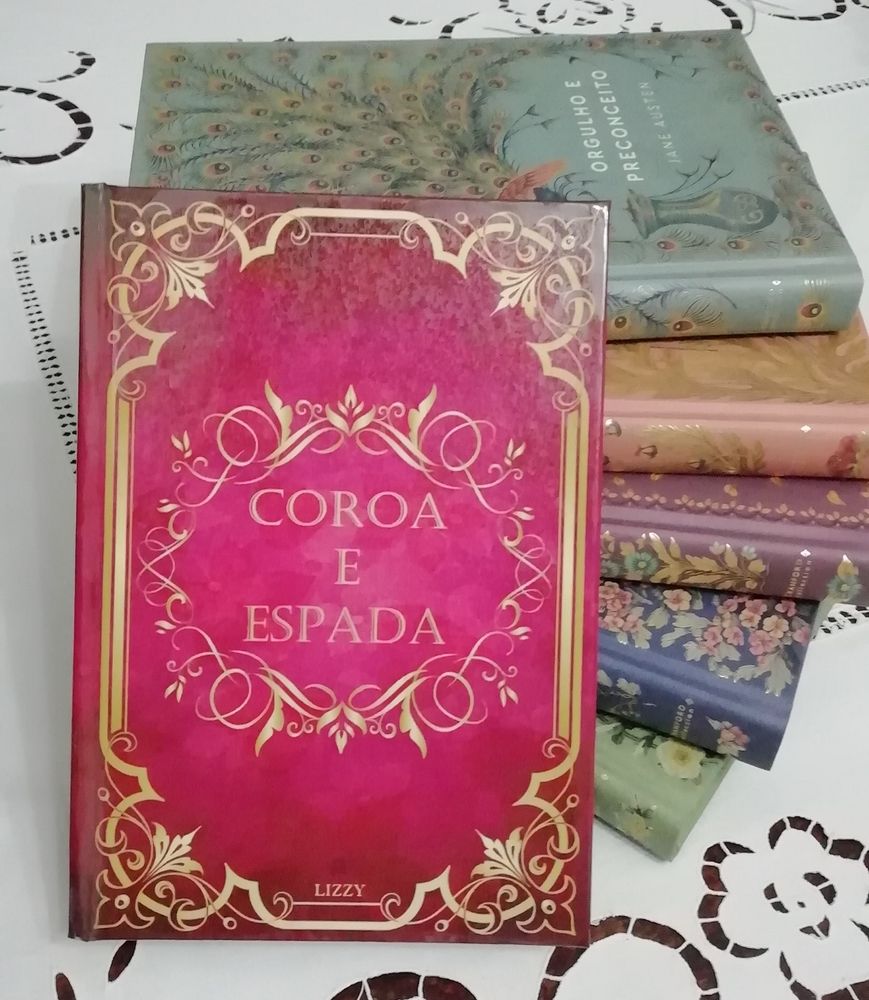 ORGULHO E
PRECONCEITO
JANE AUSTEN
COROA
E
ESPADA
LIZZY